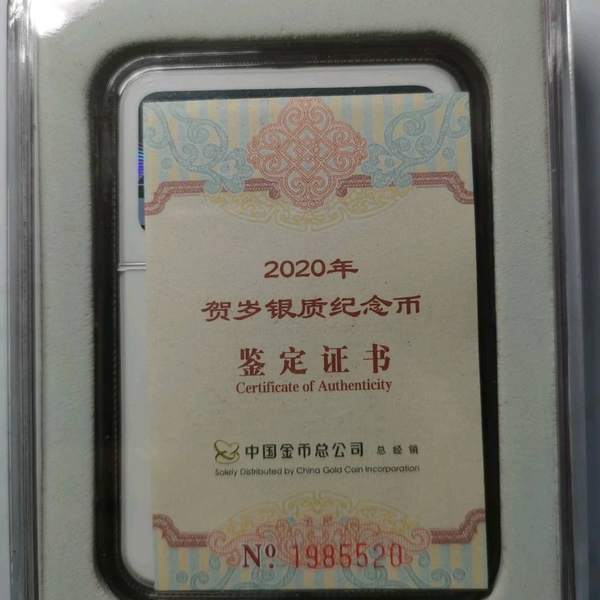 2020年
贺岁银质纪念币
鉴定证书
Certificate of Authenticity
中国金币总公司 总经销
Solely Distributed by China Gold Coin Incorporation
Nº 1985520